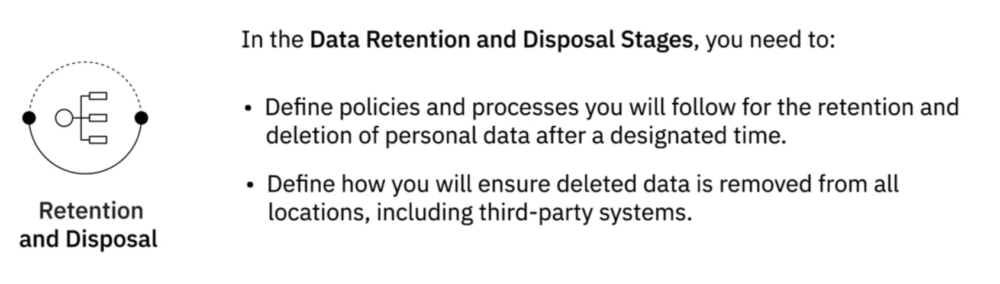 In the Data Retention and Disposal Stages, you need to:
• Define policies and processes you will follow for the retention and
deletion of personal data after a designated time.
• Define how you will ensure deleted data is removed from all
locations, including third-party systems.
Retention
and Disposal